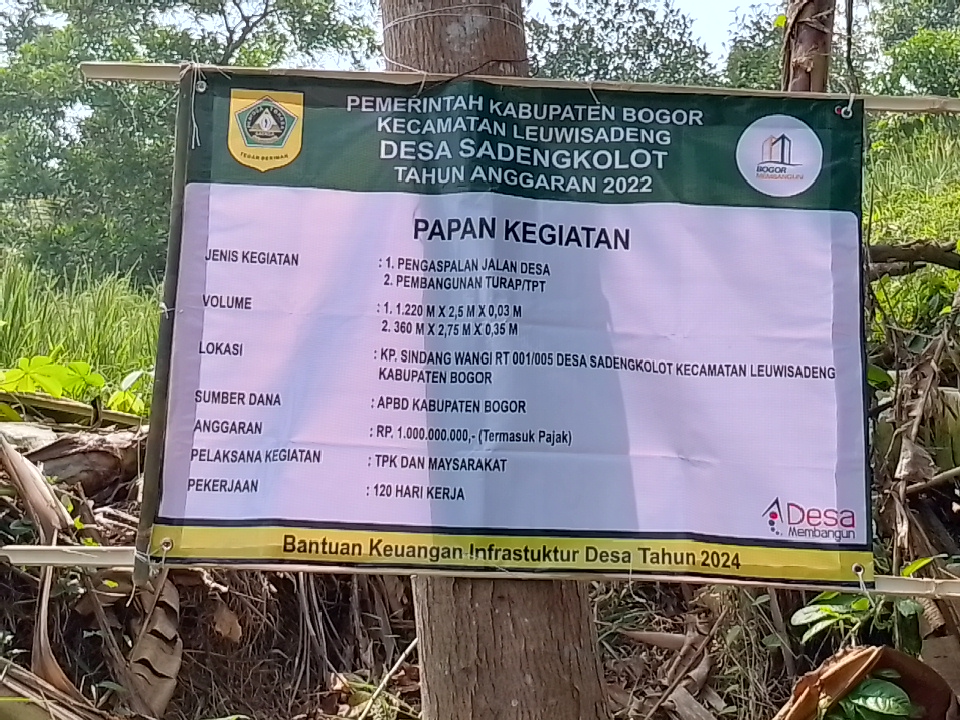 PEMERINTAH KABUPATEN BOGOR
KECAMATAN LEUWISADENG
DESA SADENGKOLOT
TAHUN ANGGARAN 2022
TEGAR BERIMAN
BOGOR
MEMBANGUN
PAPAN KEGIATAN
JENIS KEGIATAN : 1. PENGASPALAN JALAN DESA
2. PEMBANGUNAN TURAP/TPT
VOLUME : 1. 1.220 M X 2,5 M X 0,03 M
2. 360 M X 2,75 M X 0,35 M
LOKASI : KP, SINDANG WANGI RT 001/005 DESA SADENGKOLOT KECAMATAN LEUWISADENG
KABUPATEN BOGOR
SUMBER DANA : APBD KABUPATEN BOGOR
ANGGARAN : RP. 1.000.000.000,- (Termasuk Pajak)
PELAKSANA KEGIATAN : TPK DAN MAYSARAKAT
PEKERJAAN : 120 HARI KERJA
Desa
Membangun
Bantuan Keuangan Infrastuktur Desa Tahun 2024